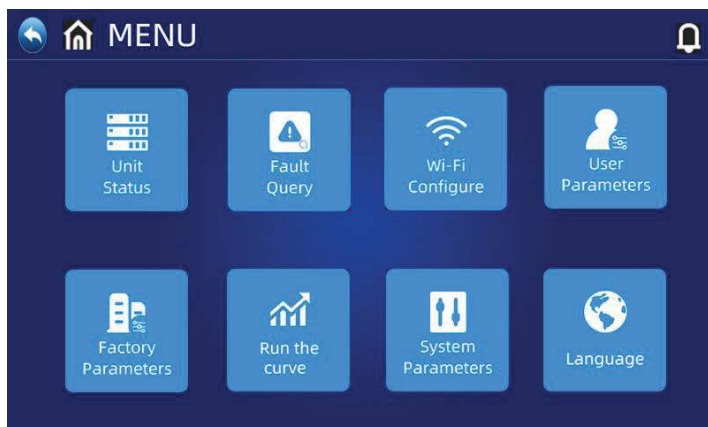 MENU
Unit
Status
Fault
Query
Wi-Fi
Configure
User
Parameters
Factory
Parameters
Run the
curve
System
Parameters
Language